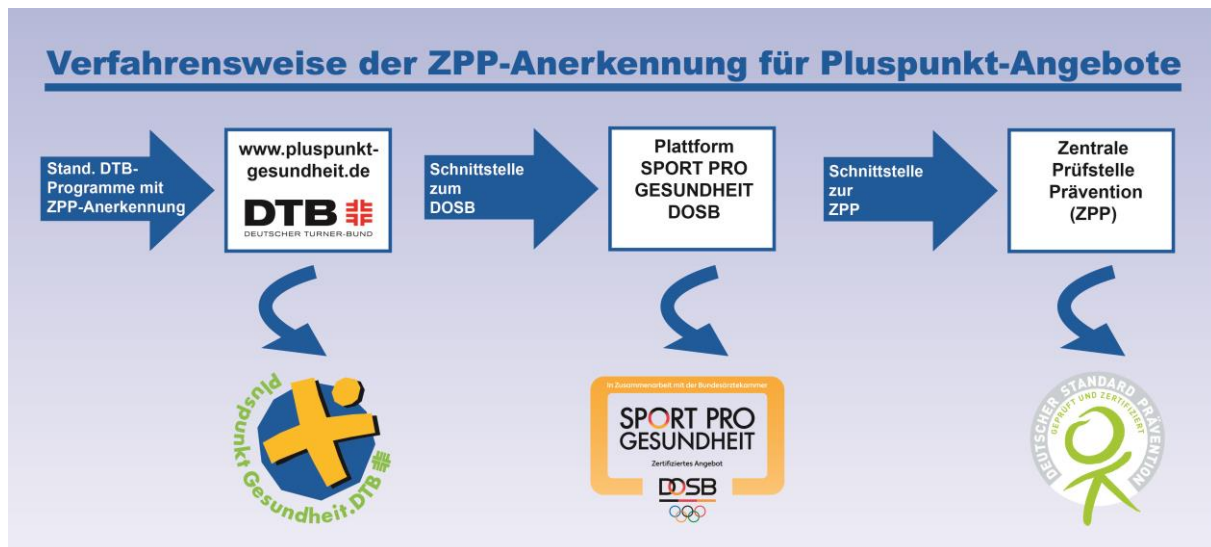 Verfahrensweise der ZPP-Anerkennung für Pluspunkt-Angebote
Stand. DTB-
Programme mit
ZPP-Anerkennung
www.pluspunkt-
gesundheit.de
DTB
DEUTSCHER TURNER-BUND
Schnittstelle
zum
DOSB
Plattform
SPORT PRO
GESUNDHEIT
DOSB
Schnittstelle
zur
ZPP
Zentrale
Prüfstelle
Prävention
(ZPP)
Pluspunkt Gesundheit.DTB
In Zusammenarbeit mit der Bundesärztekammer
SPORT PRO
GESUNDHEIT
Zertifiziertes Angebot
DOSB
DEUTSCHER STANDARD PRÄVENTION
GEPRÜFT UND ZERTIFIZIERT